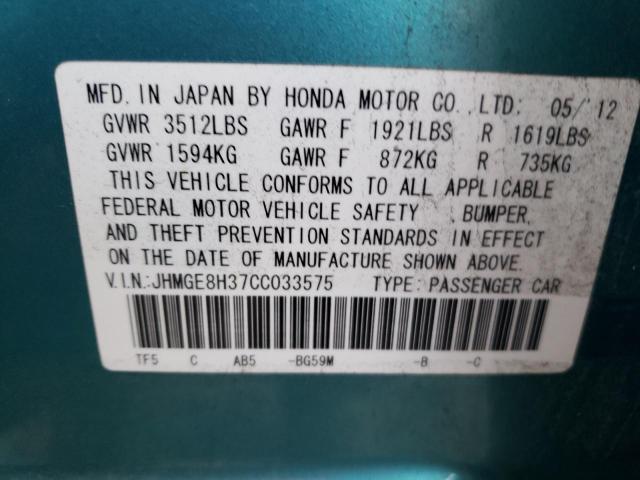 MFD. IN JAPAN BY HONDA MOTOR CO., LTD: 05/ 12
GVWR 3512LBS GAWR F 1921LBS R 1619LBS
GVWR 1594KG GAWR F 872KG R 735KG
THIS VEHICLE CONFORMS TO ALL APPLICABLE
FEDERAL MOTOR VEHICLE SAFETY , BUMPER,
AND THEFT PREVENTION STANDARDS IN EFFECT
ON THE DATE OF MANUFACTURE SHOWN ABOVE.
V.I.N.:JHMGE8H37CC033575 TYPE: PASSENGER CAR
TF5 C AB5 -BG59M -B -C